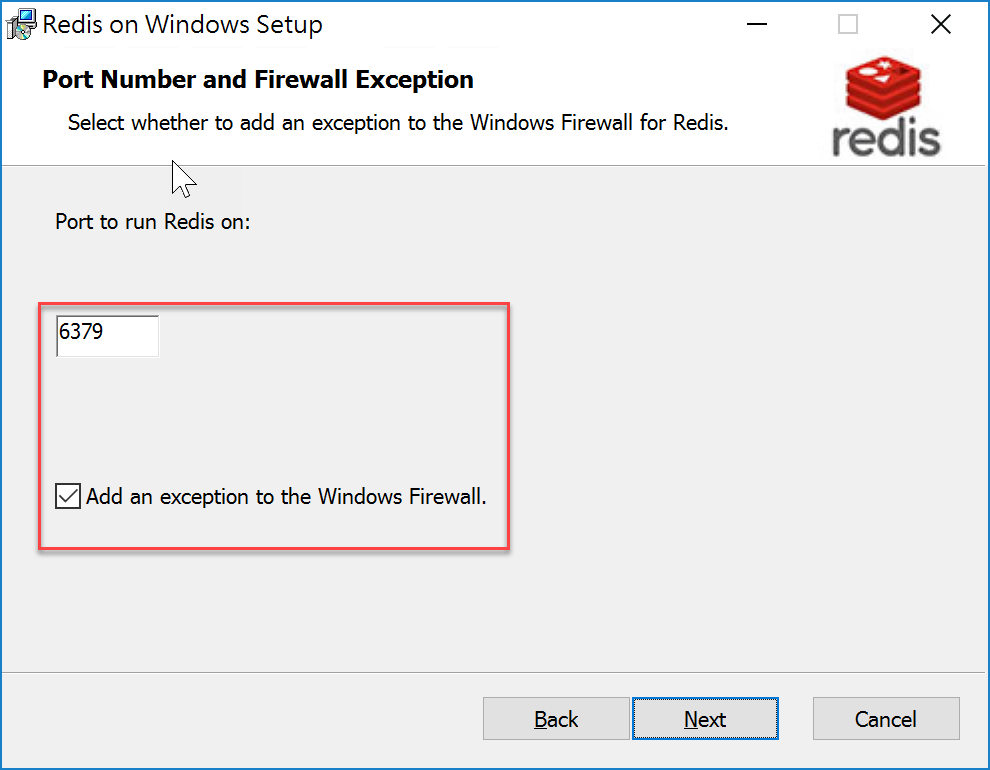 Redis on Windows Setup
Port Number and Firewall Exception
Select whether to add an exception to the Windows Firewall for Redis.
redis
Port to run Redis on:
6379
Add an exception to the Windows Firewall.
Back
Next
Cancel